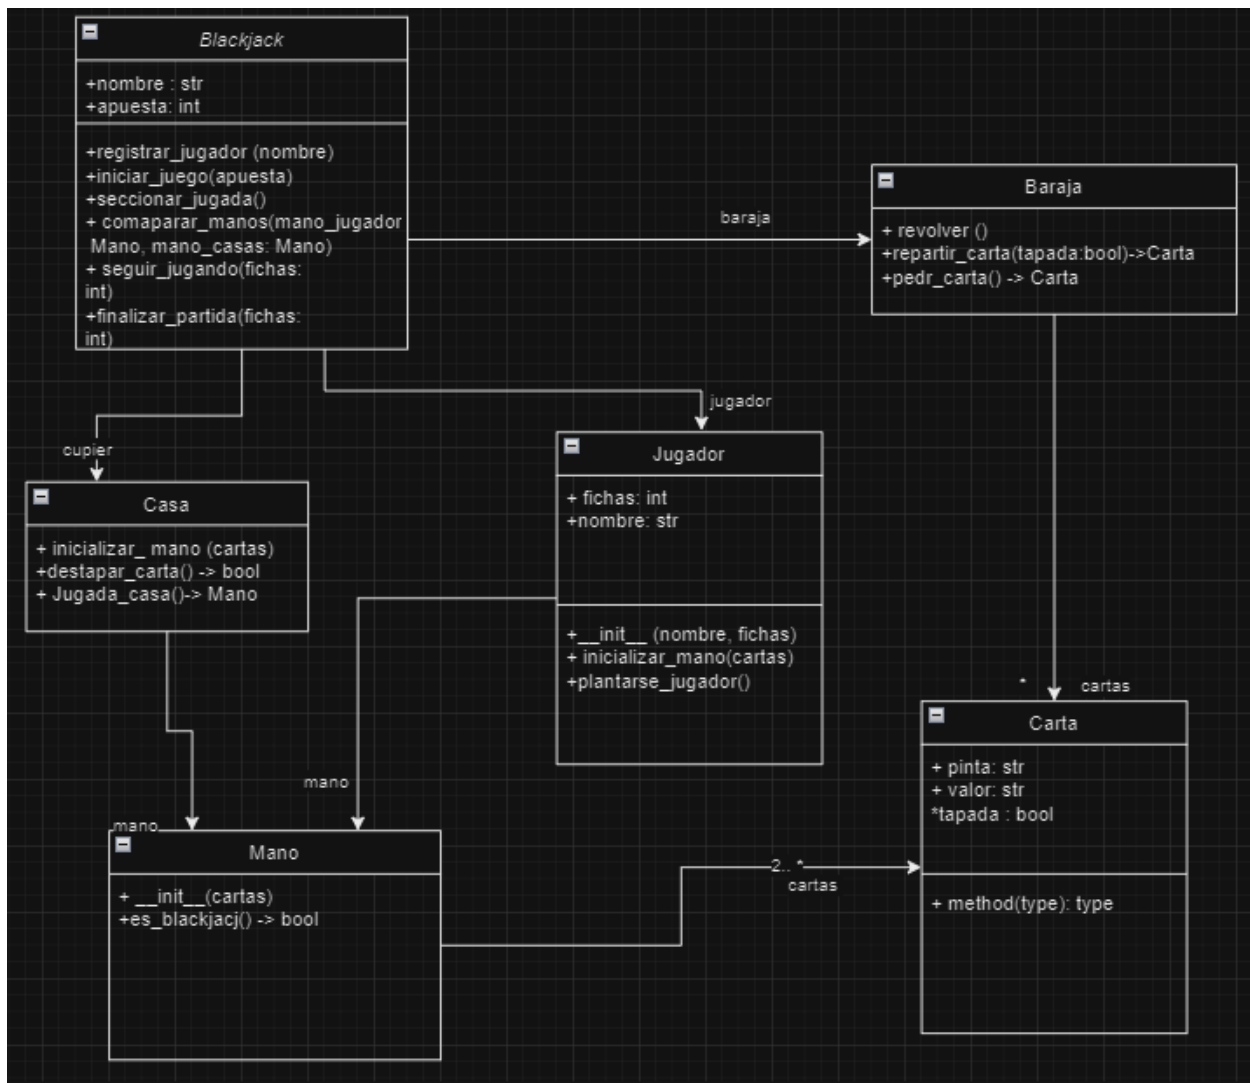 Blackjack
+nombre : str
+apuesta: int
+registrar_jugador (nombre)
+iniciar_juego(apuesta)
+seccionar_jugada()
+ comaparar_manos(mano_jugador
Mano, mano_casas: Mano)
+ seguir_jugando(fichas:
int)
+finalizar_partida(fichas:
int)
baraja
Baraja
+ revolver ()
+repartir_carta(tapada:bool)->Carta
+pedr_carta() -> Carta
cupier
jugador
Casa
+ inicializar_ mano (cartas)
+destapar_carta() -> bool
+ Jugada_casa()-> Mano
Jugador
+ fichas: int
+nombre: str
+__init__ (nombre, fichas)
+ inicializar_mano(cartas)
+plantarse_jugador()
* cartas
Carta
+ pinta: str
+ valor: str
*tapada : bool
+ method(type): type
mano
mano
Mano
+ __init__(cartas)
+es_blackjacj() -> bool
2.. *
cartas